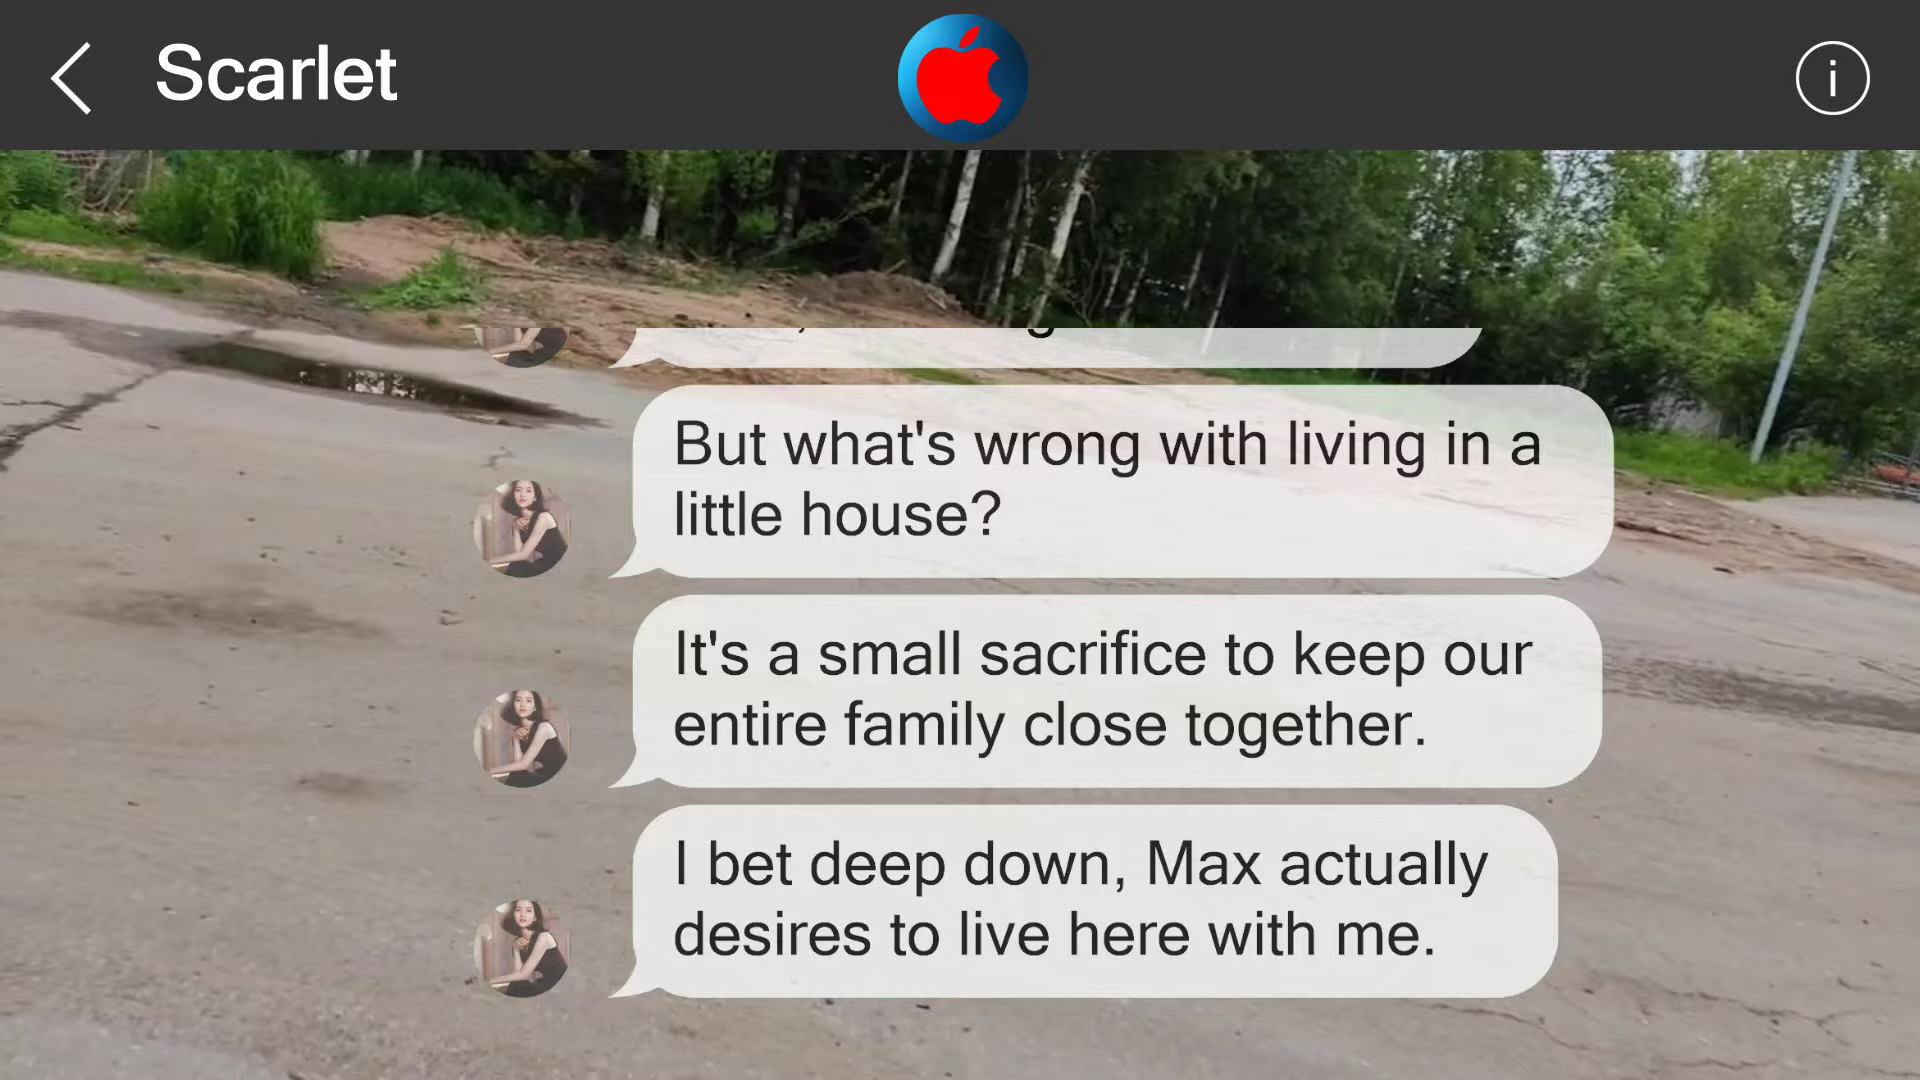 Scarlet
But what's wrong with living in a
little house?
It's a small sacrifice to keep our
entire family close together.
I bet deep down, Max actually
desires to live here with me.